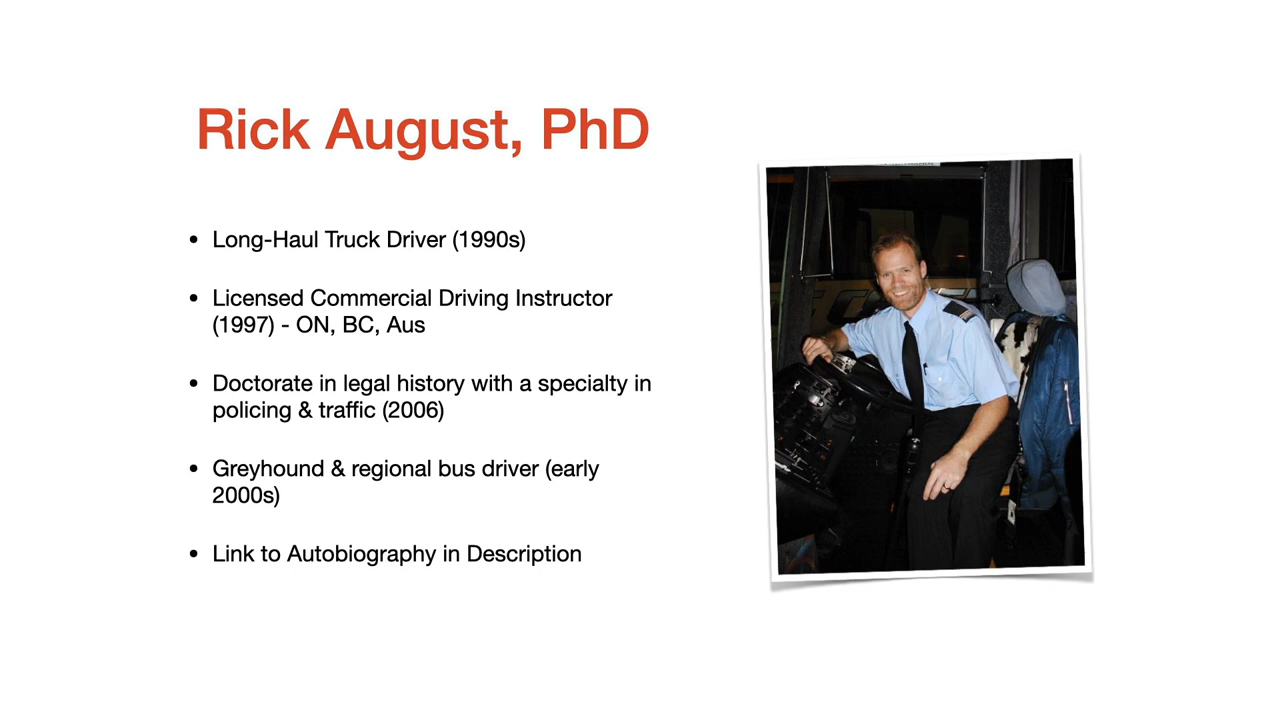 Rick August, PhD
• Long-Haul Truck Driver (1990s)
• Licensed Commercial Driving Instructor
(1997) - ON, BC, Aus
• Doctorate in legal history with a specialty in
policing & traffic (2006)
• Greyhound & regional bus driver (early
2000s)
• Link to Autobiography in Description